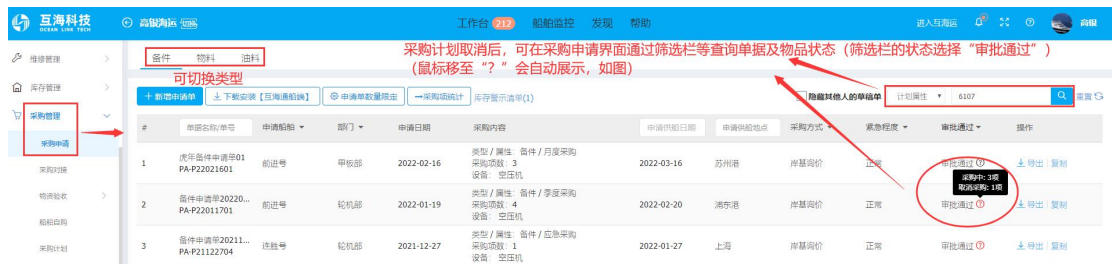 互海科技
OCEAN LINK TECH
高银海运 切换
工作台 212 船舶监控 发现 帮助
进入互海运
高银
维修管理
库存管理
采购管理
采购申请
采购对接
物资验收
船舶自购
采购计划
备件 物料 油料
可切换类型
采购计划取消后，可在采购申请界面通过筛选栏等查询单据及物品状态（筛选栏的状态选择“审批通过”）
（鼠标移至“？”会自动展示，如图）
＋新增申请单 下载安装【互海通船端】 申请单数量限定 →采购项统计 库存警示清单(1)
隐藏其他人的草稿单 计划属性 6107 重置
# 单据名称/单号 申请船舶 部门 申请日期 采购内容 申请供船日期 申请供船地点 采购方式 紧急程度 审批通过 操作
1 虎年备件申请单01 PA-P22021601 前进号 甲板部 2022-02-16 类型 / 属性: 备件 / 月度采购 采购项数: 3 设备: 空压机 2022-03-16 苏州港 岸基询价 正常 审批通过 导出 复制
采购中: 3项
取消采购: 1项
2 备件申请单20220... PA-P22011701 前进号 轮机部 2022-01-19 类型 / 属性: 备件 / 季度采购 采购项数: 4 设备: 空压机 2022-02-20 浦东港 岸基询价 正常 审批通过 导出 复制
3 备件申请单20211... PA-P21122704 连胜号 轮机部 2021-12-27 类型 / 属性: 备件 / 应急采购 采购项数: 1 设备: 空压机 2022-01-27 上海 岸基询价 正常 审批通过 导出 复制